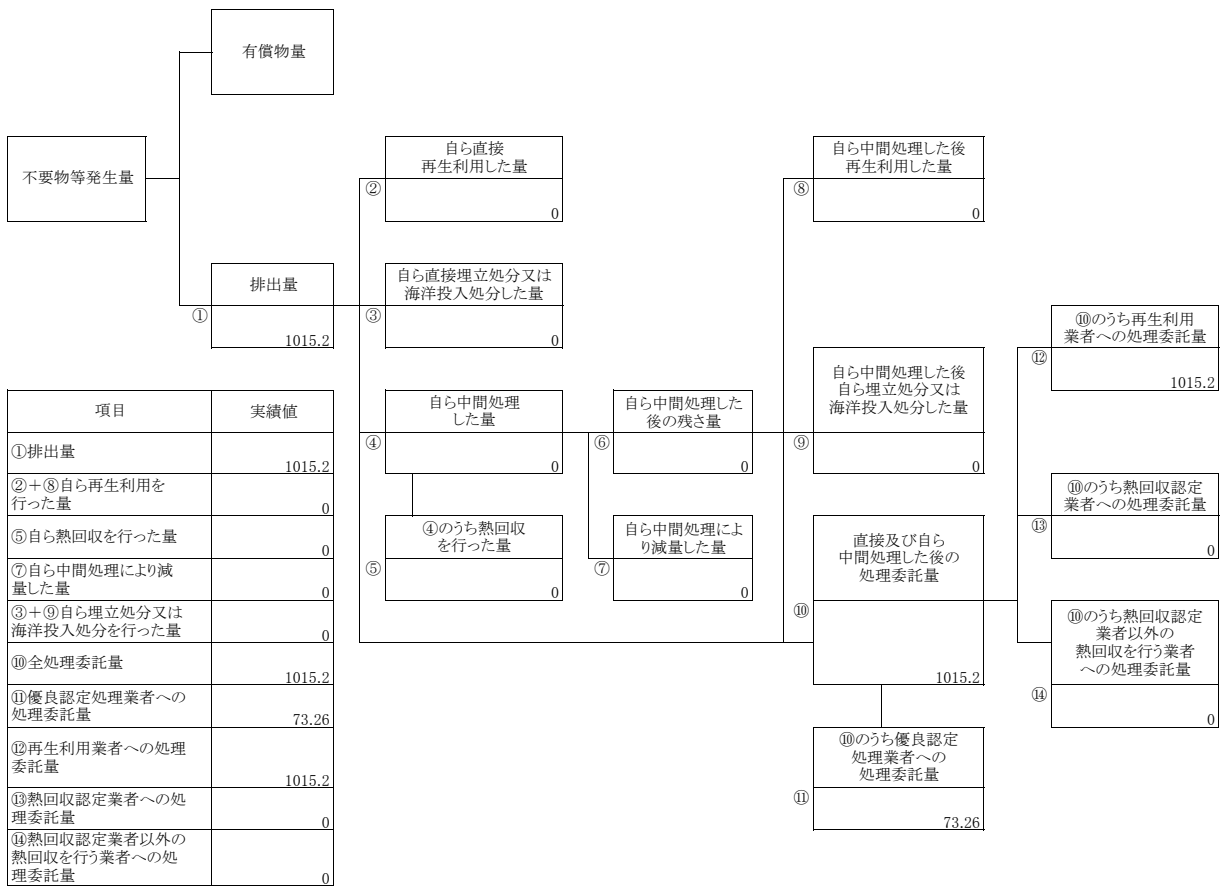 有償物量
不要物等発生量
自ら直接
再生利用した量
②
0
自ら中間処理した後
再生利用した量
⑧
0
排出量
①
1015.2
自ら直接埋立処分又は
海洋投入処分した量
③
0
⑩のうち再生利用
業者への処理委託量
⑫
1015.2
自ら中間処理
した量
④
0
自ら中間処理した
後の残さ量
⑥
0
自ら中間処理した後
自ら埋立処分又は
海洋投入処分した量
⑨
0
⑩のうち熱回収認定
業者への処理委託量
⑬
0
④のうち熱回収
を行った量
⑤
0
自ら中間処理によ
り減量した量
⑦
0
直接及び自ら
中間処理した後の
処理委託量
⑩
1015.2
⑩のうち熱回収認定
業者以外の
熱回収を行う業者
への処理委託量
⑭
0
⑩のうち優良認定
処理業者への
処理委託量
⑪
73.26
項目 実績値
①排出量
1015.2
②+⑧自ら再生利用を
行った量
0
⑤自ら熱回収を行った量
0
⑦自ら中間処理により減
量した量
0
③+⑨自ら埋立処分又は
海洋投入処分を行った量
0
⑩全処理委託量
1015.2
⑪優良認定処理業者への
処理委託量
73.26
⑫再生利用業者への処理
委託量
1015.2
⑬熱回収認定業者への処
理委託量
0
⑭熱回収認定業者以外の
熱回収を行う業者への処
理委託量
0